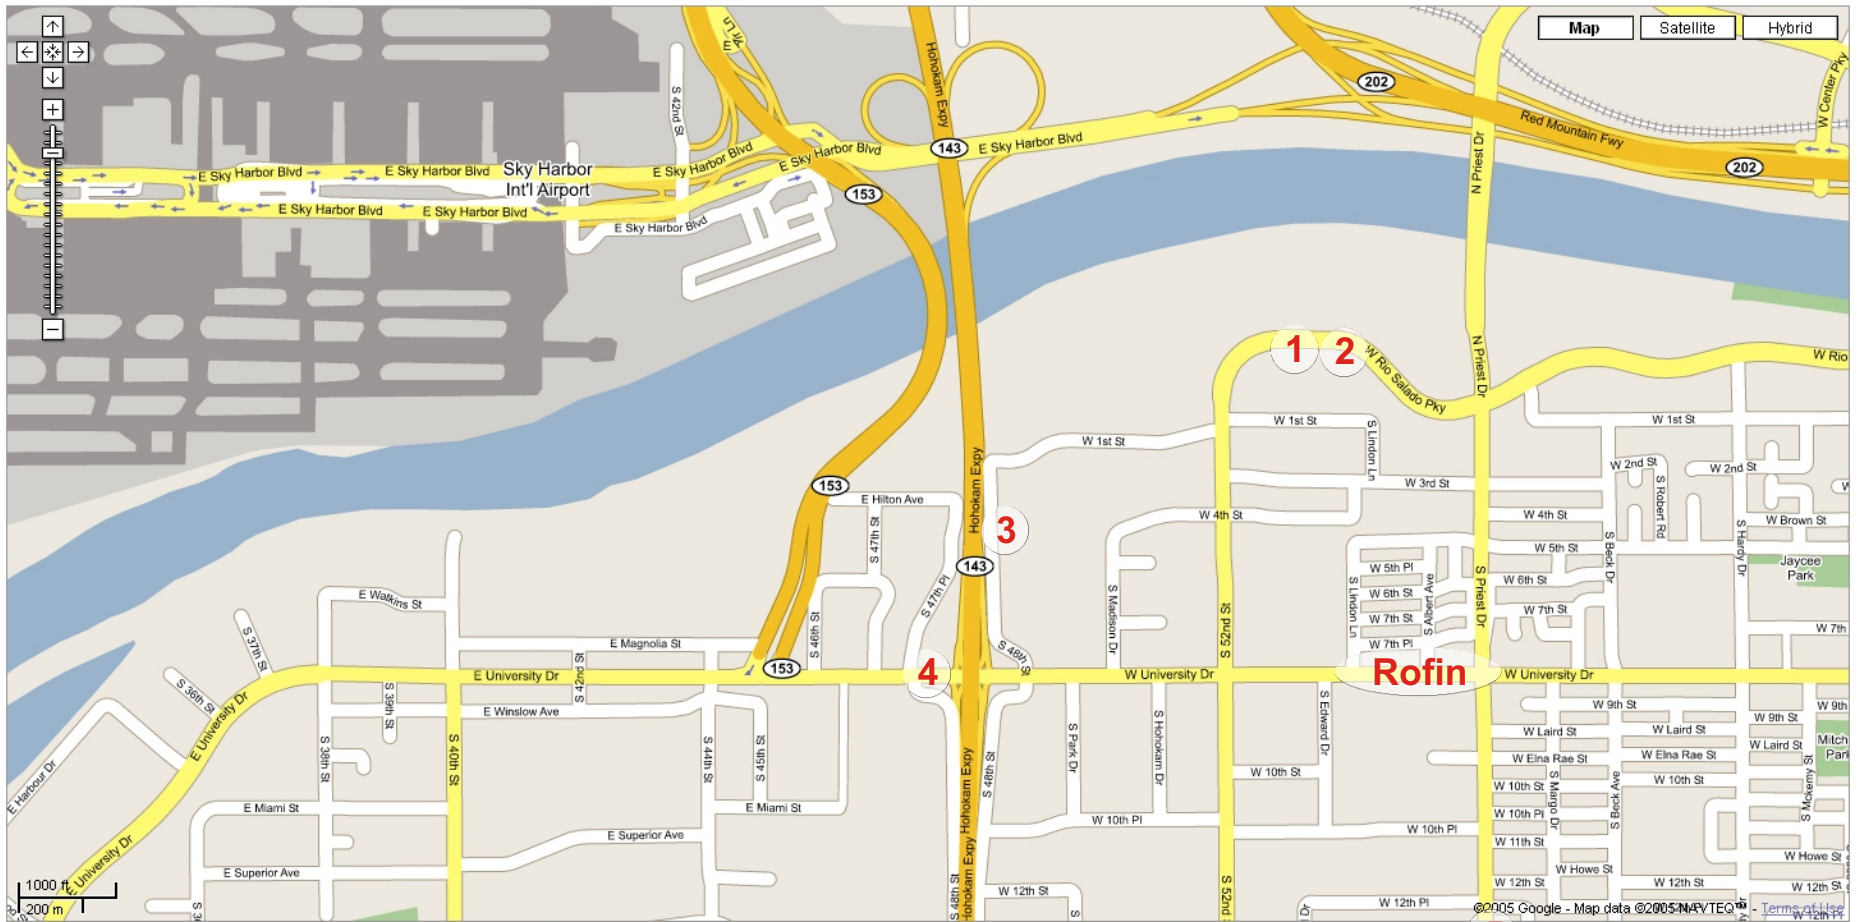 Map
Satellite
Hybrid
E Air Ln
Hohokam Expy
202
W Center Pky
S 42nd St
Red Mountain Fwy
143
E Sky Harbor Blvd
E Sky Harbor Blvd
E Sky Harbor Blvd
202
E Sky Harbor Blvd
E Sky Harbor Blvd
Sky Harbor
Int'l Airport
153
N Priest Dr
E Sky Harbor Blvd
E Sky Harbor Blvd
E Sky Harbor Blvd
1
2
W Rio Salado Pky
N Priest Dr
W Rio
W 1st St
W 1st St
W 1st St
S Lindon Ln
W 2nd St
W 2nd St
Hohokam Expy
153
E Hilton Ave
W 3rd St
S Robert Rd
W 4th St
W 4th St
W Brown St
3
S 47th St
W 5th St
S Beck Dr
S Hardy Dr
Jaycee
Park
143
W 5th Pl
W 6th St
S 47th Pl
W 6th St
S Lindon Ln
S Albert Ave
S Priest Dr
E Watkins St
W 7th St
W 7th St
S Madison Dr
S 52nd St
S 46th St
W 7th
S 37th St
E Magnolia St
W 7th Pl
S 48th St
153
4
Rofin
E University Dr
S 42nd St
W University Dr
W University Dr
S 36th St
S 39th St
E Winslow Ave
W 9th St
W 9th
W 9th St
E University Dr
S Park Dr
S Hohokam Dr
S Edward Dr
W Laird St
W Laird St
W Laird St
Mitch
Park
S 38th St
S 40th St
S 44th St
S 45th St
W Elna Rae St
W Elna Rae St
E Harbour Dr
Hohokam Expy
S 48th St
W 10th St
W 10th St
W 10th St
S Margo Dr
S Beck Ave
S Mckemy St
E Miami St
E Miami St
W 10th Pl
W 10th Pl
W 10th Pl
E Superior Ave
W 11th St
E University Dr
Hohokam Expy
W Howe St
W Howe St
E Superior Ave
1000 ft
200 m
S 48th St
W 12th St
S 52nd
W 12th St
W 12th St
W 12th St
W 12th Pl
©2005 Google - Map data ©2005 NAVTEQ™ - Terms of Use